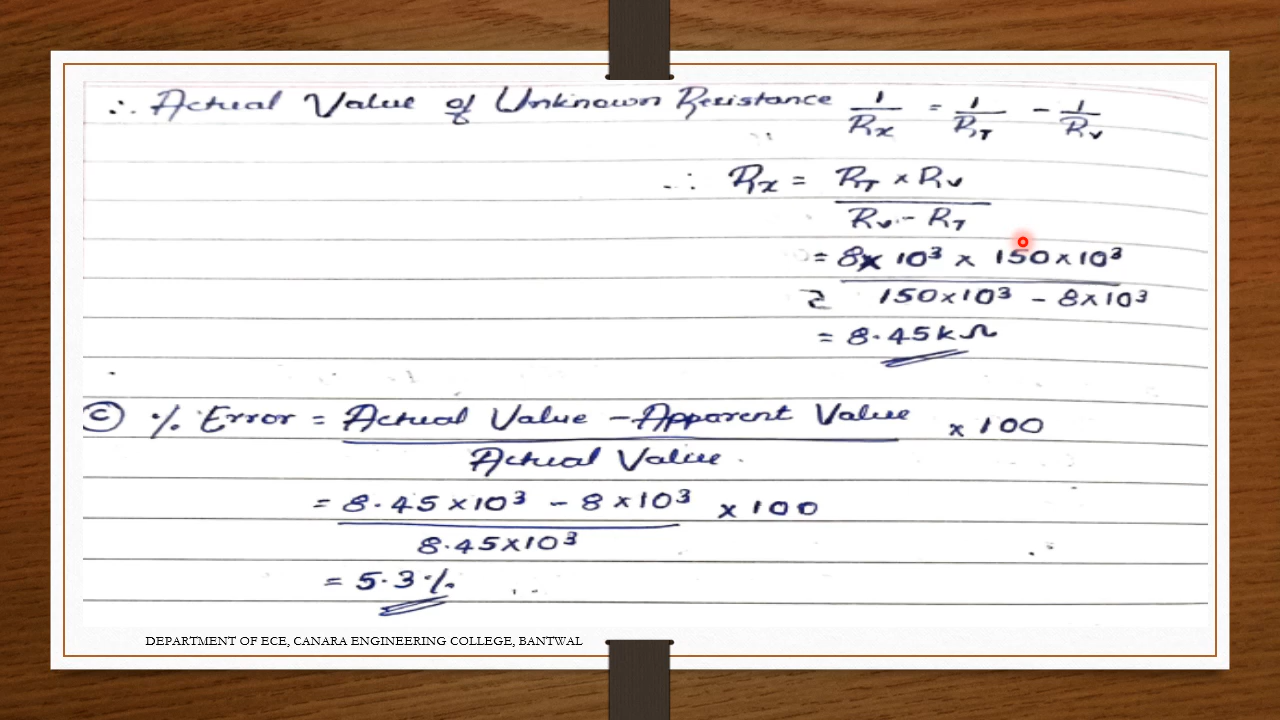 ∴ Actual Value of Unknown Resistance 1/Rx = 1/RT - 1/Rv
∴ Rx = RT × Rv / Rv - RT
= 8 × 10³ × 150 × 10³ / 150×10³ - 8×10³
= 8.45 kΩ
(c) % Error = Actual Value - Apparent Value / Actual Value × 100
= 8.45 × 10³ - 8 × 10³ / 8.45×10³ × 100
= 5.3 %
DEPARTMENT OF ECE, CANARA ENGINEERING COLLEGE, BANTWAL